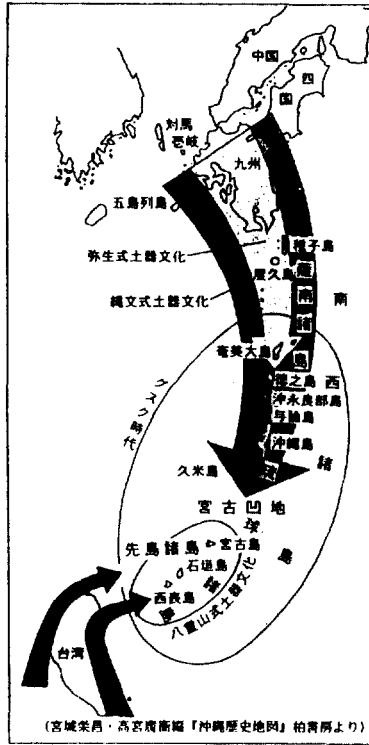 中国
四国
対馬
壱岐
九州
五島列島
種子島
弥生式土器文化
屋久島
縄文式土器文化
薩南諸島
南西諸島
奄美大島
徳之島
沖永良部島
与論島
グスク時代
沖縄島
久米島
宮古凹地
先島諸島
宮古島
石垣島
西表島
八重山式土器文化
台湾
(宮城栄昌・高宮廣衞編『沖縄歴史地図』柏書房より)